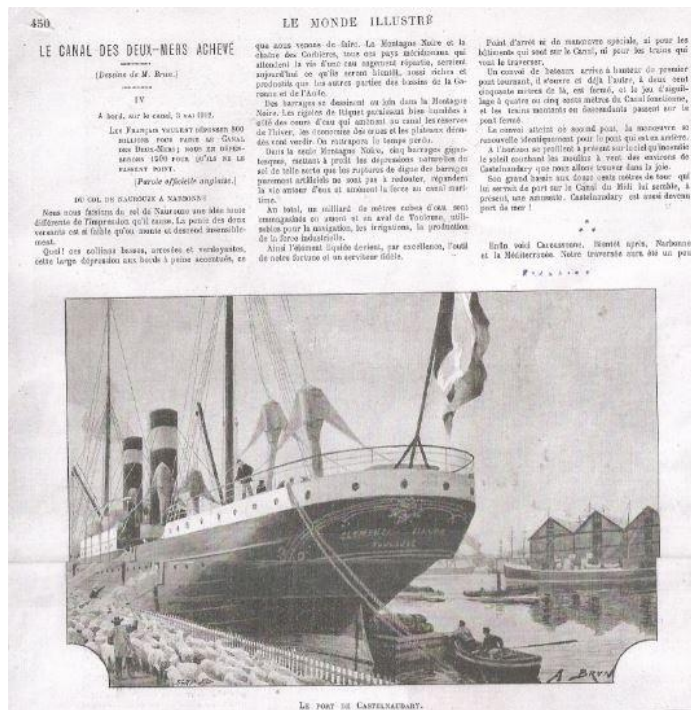 450
LE MONDE ILLUSTRÉ
LE CANAL DES DEUX-MERS ACHEVÉ
(Dessins de M. Brun.)
IV
A bord, sur le canal, 3 mai 1912.
LES FRANÇAIS VEULENT DÉPENSER 800
MILLIONS POUR FAIRE LE CANAL
DES DEUX-MERS; NOUS EN DÉPEN-
SERIONS 1200 POUR QU'ILS NE LE
FASSENT POINT.
(Parole officielle anglaise.)
DU COL DE NAUROUZE A NARBONNE
Nous nous faisions du col de Naurouze une idée toute
différente de l'impression qu'il cause. La pente des deux
versants est si faible qu'on monte et descend insensible-
ment.
Quoi! ces collines basses, arrosées et verdoyantes,
cette large dépression aux bords à peine accentués, ce
que nous venons de faire. La Montagne Noire et la
chaîne des Corbières, tous ces pays méridionaux qui
attendent la vie d'une eau sagement répartie, seraient
aujourd'hui ce qu'ils seront bientôt, aussi riches et
productifs que les autres parties des bassins de la Ga-
ronne et de l'Aude.
Des barrages se dessinent au loin dans la Montagne
Noire. Les rigoles de Riquet paraissent bien humbles à
côté des cours d'eau qui amènent au canal les réserves
de l'hiver, les économies des crues et les plateaux dénu-
dés vont verdir. On rattrapera le temps perdu.
Dans la seule Montagne Noire, cinq barrages gigan-
tesques, mettant à profit les dépressions naturelles du
sol de telle sorte que les ruptures de digue des barrages
purement artificiels ne sont pas à redouter, répandent
la vie autour d'eux et amènent la force au canal mari-
time.
Au total, un milliard de mètres cubes d'eau sont
emmagasinés en amont et en aval de Toulouse, utili-
sables pour la navigation, les irrigations, la production
de la force industrielle.
Ainsi l'élément liquide devient, par excellence, l'outil
de notre fortune et un serviteur fidèle.
Point d'arrêt ni de manœuvre spéciale, ni pour les
bâtiments qui sont sur le Canal, ni pour les trains qui
vont le traverser.
Un convoi de bateaux arrive à hauteur du premier
pont tournant, il s'ouvre et déjà l'autre, à deux cent
cinquante mètres de là, est fermé, et le jeu d'aiguil-
lage à quatre ou cinq cents mètres du Canal fonctionne,
et les trains montants ou descendants passent sur le
pont fermé.
Le convoi atteint ce second pont, la manœuvre se
renouvelle identiquement pour le pont qui est en arrière.
A l'horizon se profilent à présent sur le ciel qu'incendie
le soleil couchant les moulins à vent des environs de
Castelnaudary que nous allons trouver dans la joie.
Son grand bassin aux douze cents mètres de tour qui
lui servait de port sur le Canal du Midi lui semble, à
présent, une amusette. Castelnaudary est aussi devenu
port de mer!
* *
Enfin voici Carcassonne. Bientôt après, Narbonne
et la Méditerranée. Notre traversée aura été un peu
TOULOUSE
A BRUN
LE PORT DE CASTELNAUDARY.